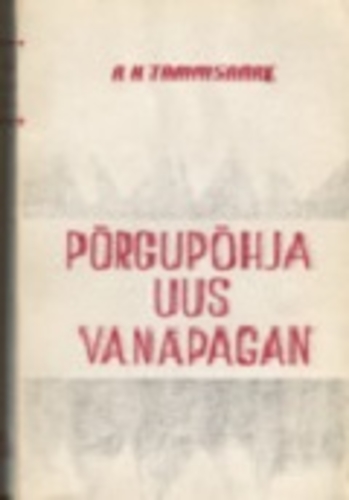 A. H. TAMMSAARE
PÕRGUPÕHJA
UUS
VANAPAGAN